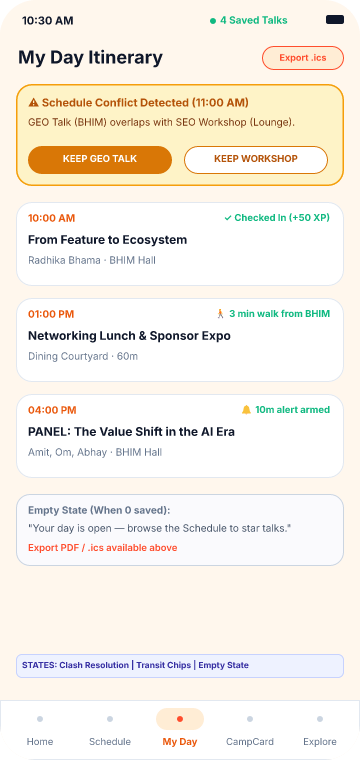 10:30 AM
● 4 Saved Talks
My Day Itinerary
Export .ics
⚠ Schedule Conflict Detected (11:00 AM)
GEO Talk (BHIM) overlaps with SEO Workshop (Lounge).
KEEP GEO TALK
KEEP WORKSHOP
10:00 AM
✓ Checked In (+50 XP)
From Feature to Ecosystem
Radhika Bhama · BHIM Hall
01:00 PM
🚶 3 min walk from BHIM
Networking Lunch & Sponsor Expo
Dining Courtyard · 60m
04:00 PM
🔔 10m alert armed
PANEL: The Value Shift in the AI Era
Amit, Om, Abhay · BHIM Hall
Empty State (When 0 saved):
"Your day is open — browse the Schedule to star talks."
Export PDF / .ics available above
STATES: Clash Resolution | Transit Chips | Empty State
Home
Schedule
My Day
CampCard
Explore